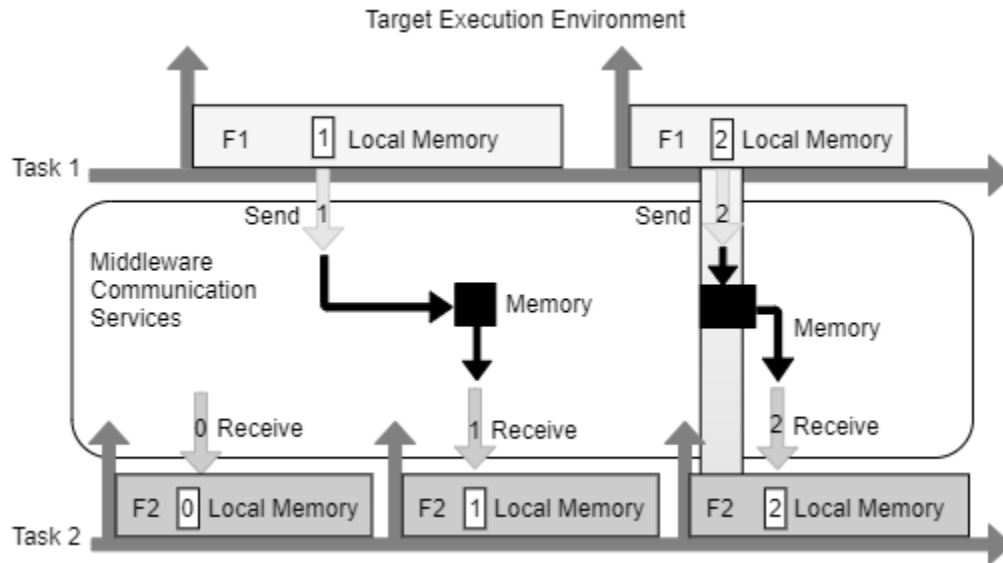 Target Execution Environment
F1 1 Local Memory
F1 2 Local Memory
Task 1
Send 1
Send 2
Middleware
Communication
Services
Memory
Memory
0 Receive
1 Receive
2 Receive
F2 0 Local Memory
F2 1 Local Memory
F2 2 Local Memory
Task 2